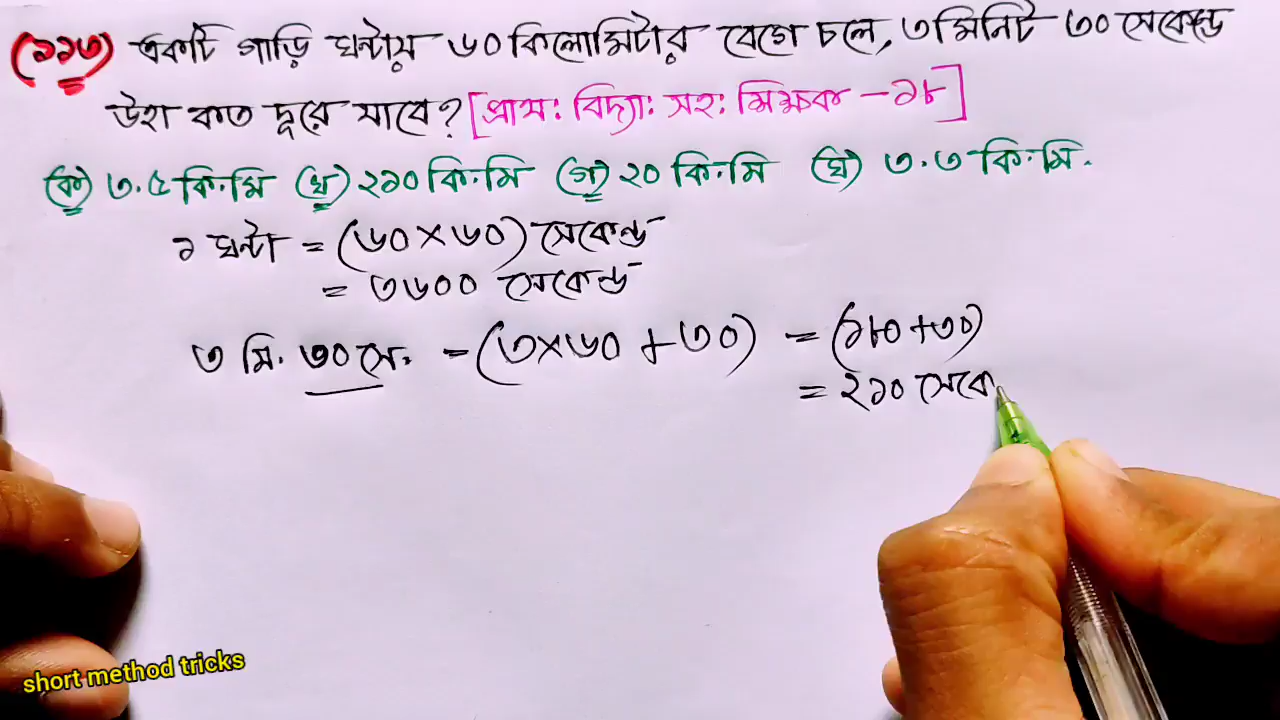 (১১৩) একটি গাড়ি ঘন্টায় ৬০ কিলোমিটার বেগে চলে, ৩ মিনিট ৩০ সেকেন্ডে
উহা কত দূরে যাবে? [প্রাথ: বিদ্যা: সহ: শিক্ষক - ১৮]
(ক) ৩.৫ কি.মি (খ) ২১০ কি.মি (গ) ২০ কি.মি (ঘ) ৩.৩ কি.মি.
১ ঘন্টা = (৬০×৬০) সেকেন্ড
= ৩৬০০ সেকেন্ড
৩ মি. ৩০ সে: - (৩×৬০ + ৩০) = (১৮০+৩০)
= ২১০ সেকে
short method tricks